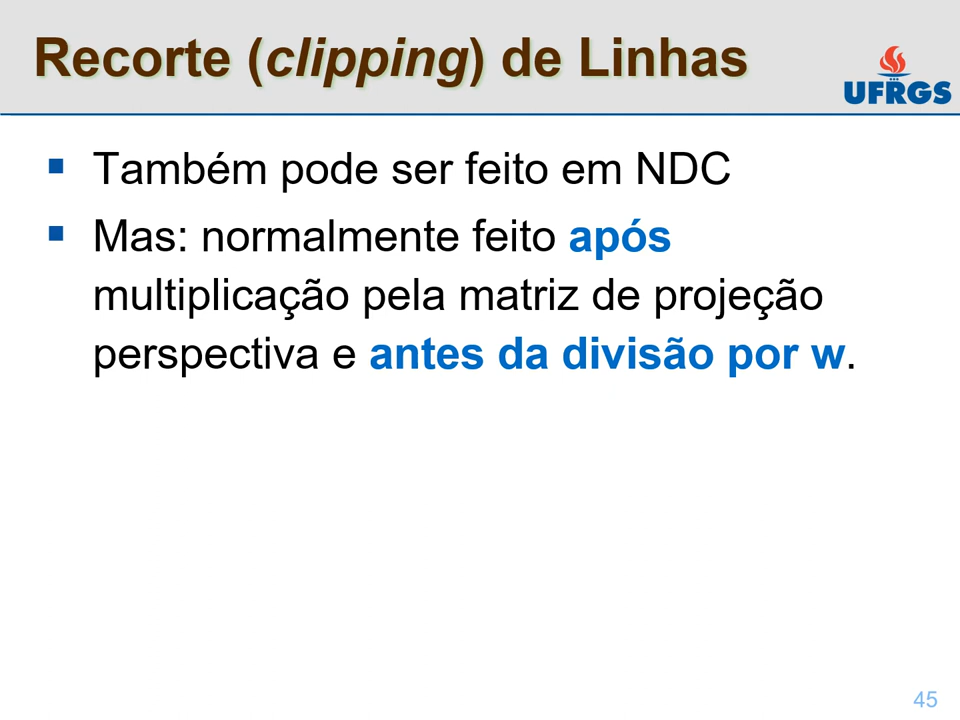 Recorte (clipping) de Linhas
UFRGS
▪ Também pode ser feito em NDC
▪ Mas: normalmente feito após
multiplicação pela matriz de projeção
perspectiva e antes da divisão por w.
45